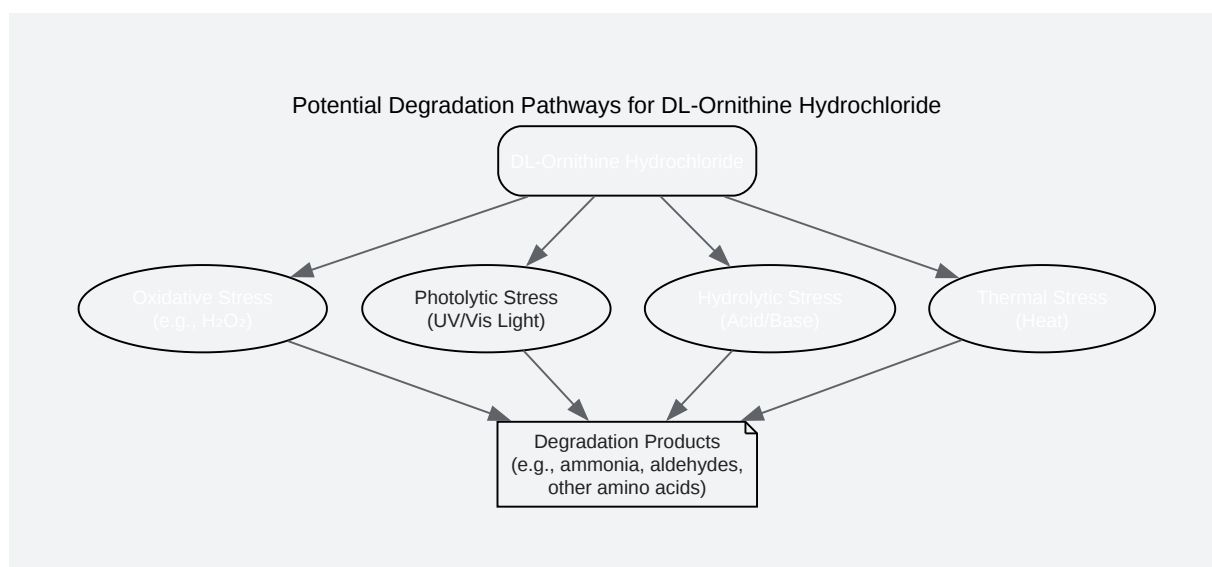 Potential Degradation Pathways for DL-Ornithine Hydrochloride
DL-Ornithine Hydrochloride
Oxidative Stress
(e.g., H₂O₂)
Photolytic Stress
(UV/Vis Light)
Hydrolytic Stress
(Acid/Base)
Thermal Stress
(Heat)
Degradation Products
(e.g., ammonia, aldehydes,
other amino acids)